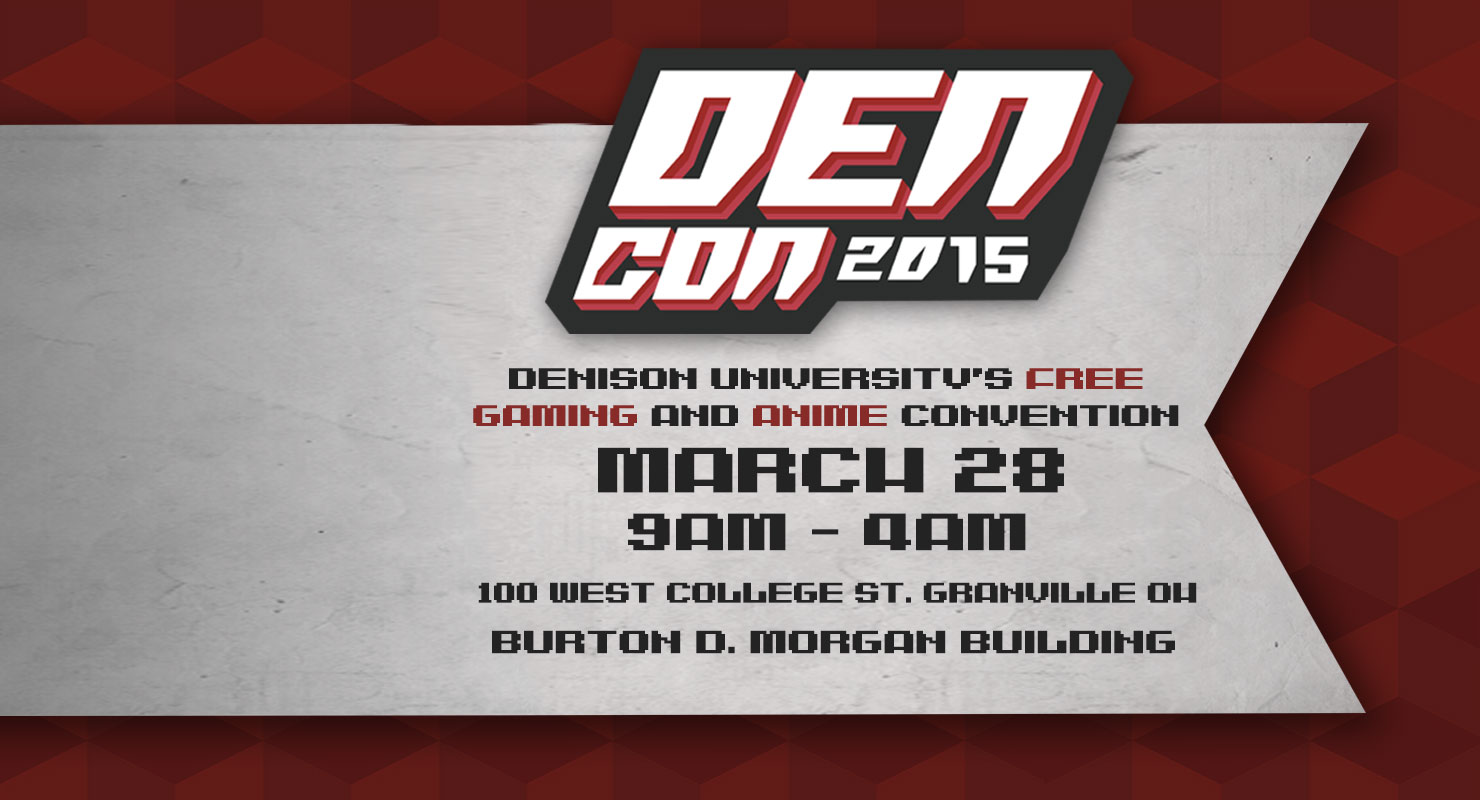 DEN
CON 2015
DENISON UNIVERSITY'S FREE
GAMING AND ANIME CONVENTION
MARCH 28
9AM - 4AM
100 WEST COLLEGE ST. GRANVILLE OH
BURTON D. MORGAN BUILDING